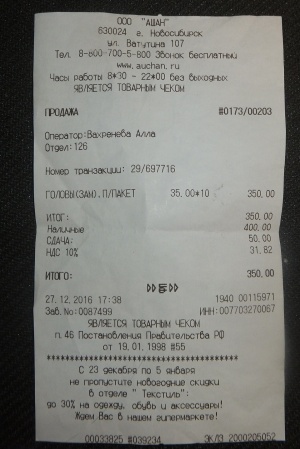 ООО "АШАН"
630024 г. Новосибирск
ул. Ватутина 107
Тел. 8-800-700-5-800 Звонок бесплатный
www.auchan.ru
Часы работы 8*30 - 22*00 без выходных
ЯВЛЯЕТСЯ ТОВАРНЫМ ЧЕКОМ
ПРОДАЖА #0173/00203
Оператор:Вахренева Алла
Отдел:126
Номер транзакции: 29/697716
ГОЛОВЫ(ЗАМ).П/ПАКЕТ 35,00*10 350,00
ИТОГ: 350,00
Наличные 400,00
СДАЧА: 50,00
НДС 10% 31,82
ИТОГО: 350,00
27.12.2016 17:38 1940 00115971
Заб.No:0087499 ИНН:007703270067
ЯВЛЯЕТСЯ ТОВАРНЫМ ЧЕКОМ
п.46 Постановления Правительства РФ
от 19.01.1998 #55
****************************************
С 23 декабря по 5 января
не пропустите новогодние скидки
в отделе " Текстиль":
до 30% на одежду, обувь и аксессуары!
Ждем Вас в нашем гипермаркете!
00033825 #039234 ЭКЛЗ 2000205052